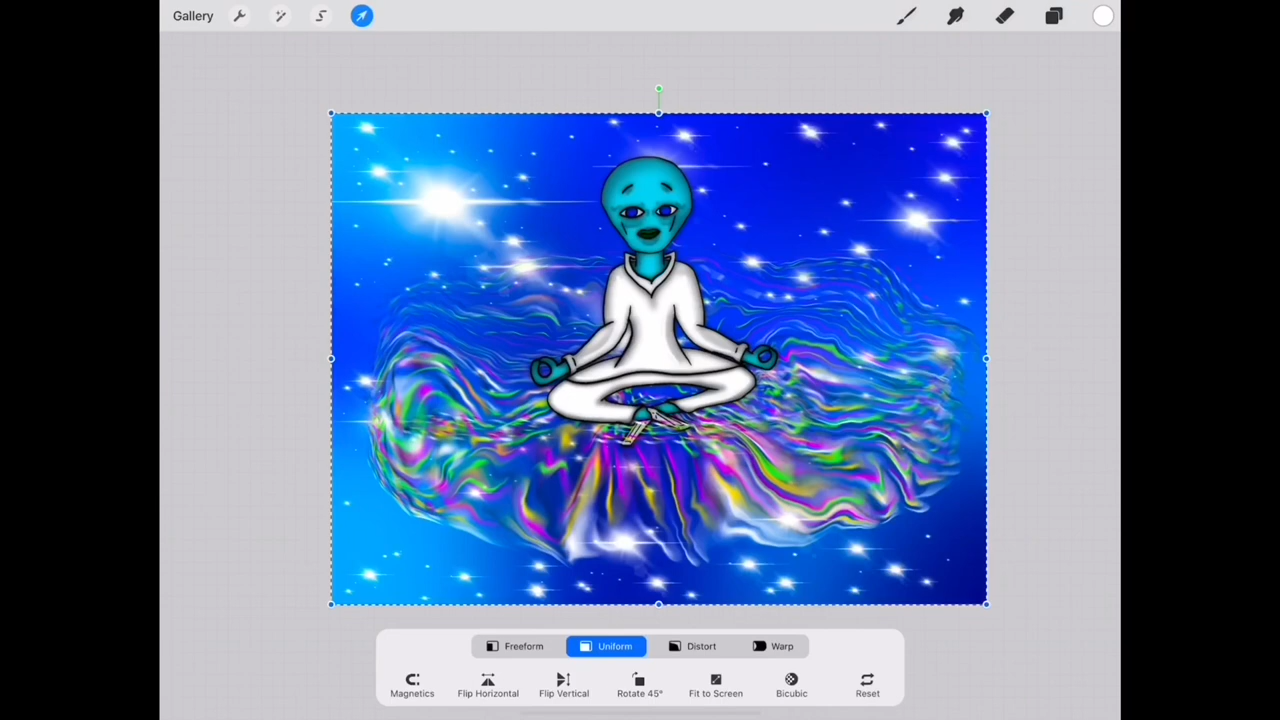 Gallery
Freeform Uniform Distort Warp
Magnetics Flip Horizontal Flip Vertical Rotate 45° Fit to Screen Bicubic Reset